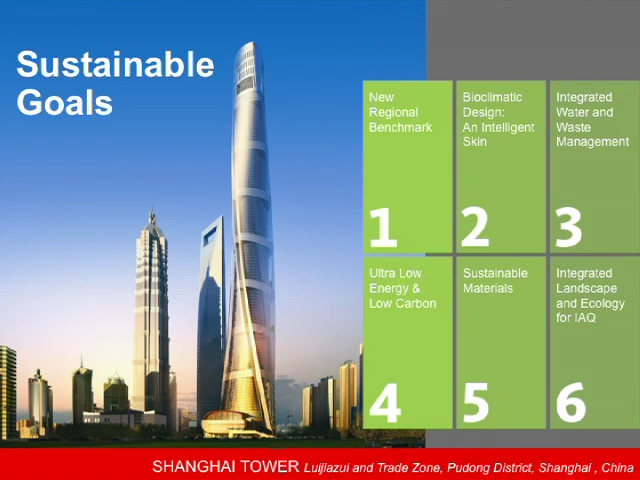 Sustainable
Goals
New
Regional
Benchmark
1
Bioclimatic
Design:
An Intelligent
Skin
2
Integrated
Water and
Waste
Management
3
Ultra Low
Energy &
Low Carbon
4
Sustainable
Materials
5
Integrated
Landscape
and Ecology
for IAQ
6
SHANGHAI TOWER Luijiazui and Trade Zone, Pudong District, Shanghai , China